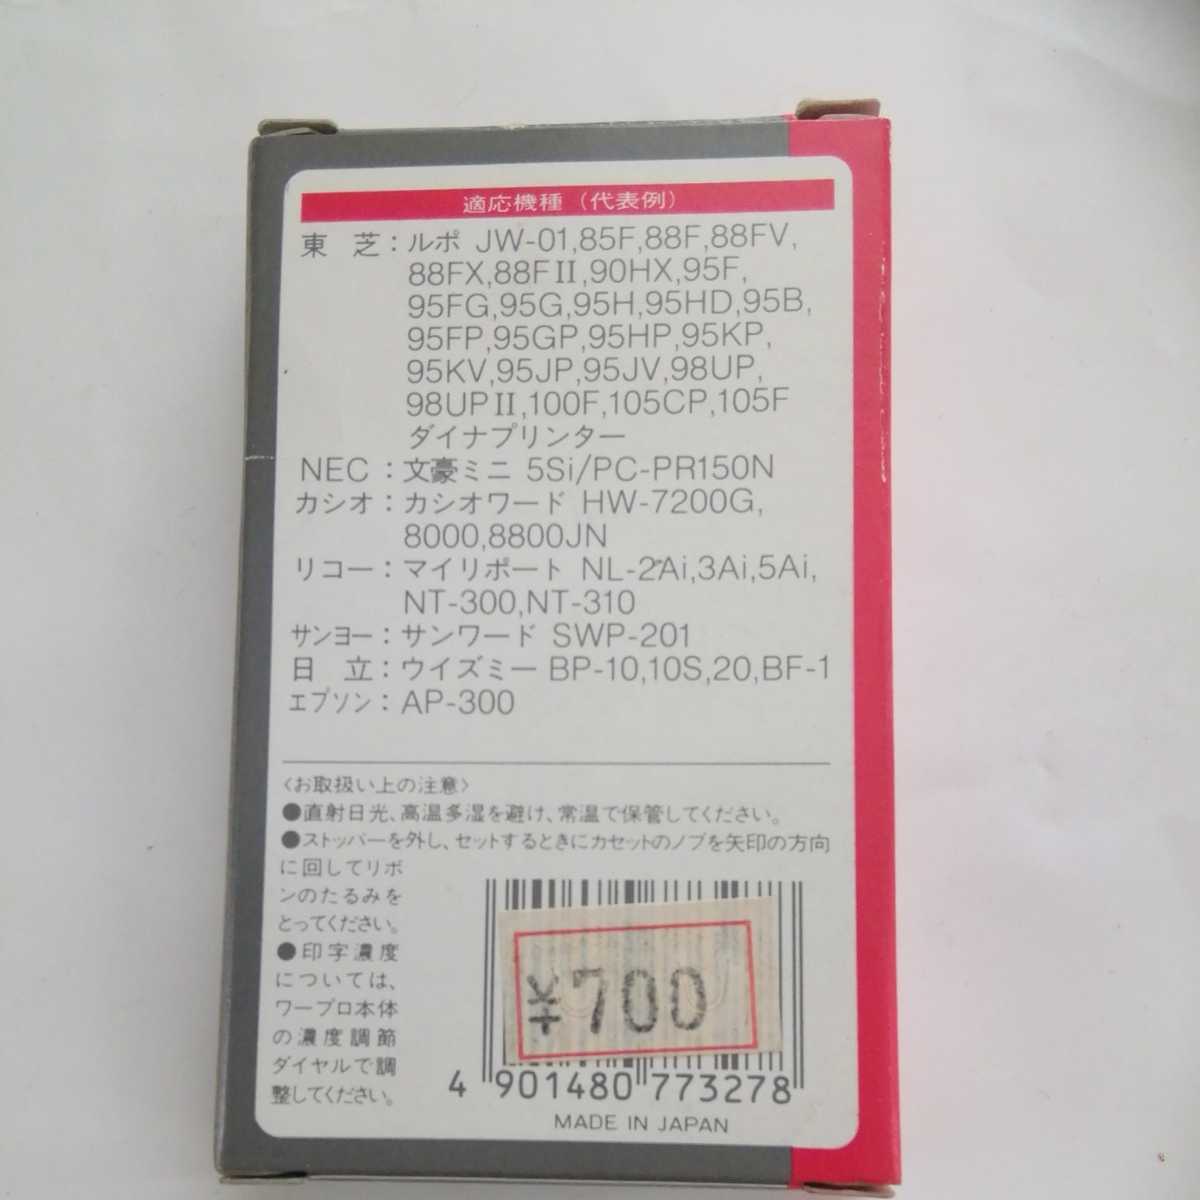 適応機種(代表例)
東芝:ルポ JW-01,85F,88F,88FV,
88FX,88FII,90HX,95F,
95FG,95G,95H,95HD,95B,
95FP,95GP,95HP,95KP,
95KV,95JP,95JV,98UP,
98UPII,100F,105CP,105F
ダイナプリンター
NEC:文豪ミニ 5Si/PC-PR150N
カシオ:カシオワード HW-7200G,
8000,8800JN
リコー:マイリポート NL-2Ai,3Ai,5Ai,
NT-300,NT-310
サンヨー:サンワード SWP-201
日立:ウイズミー BP-10,10S,20,BF-1
エプソン:AP-300
〈お取扱い上の注意〉
●直射日光、高温多湿を避け、常温で保管してください。
●ストッパーを外し、セットするときにカセットのノブを矢印の方向
に回してリボ
ンのたるみを
とってください。
●印字濃度
については、
ワープロ本体
の濃度調節
ダイヤルで調
整してください。
¥700
4 901480 773278
MADE IN JAPAN